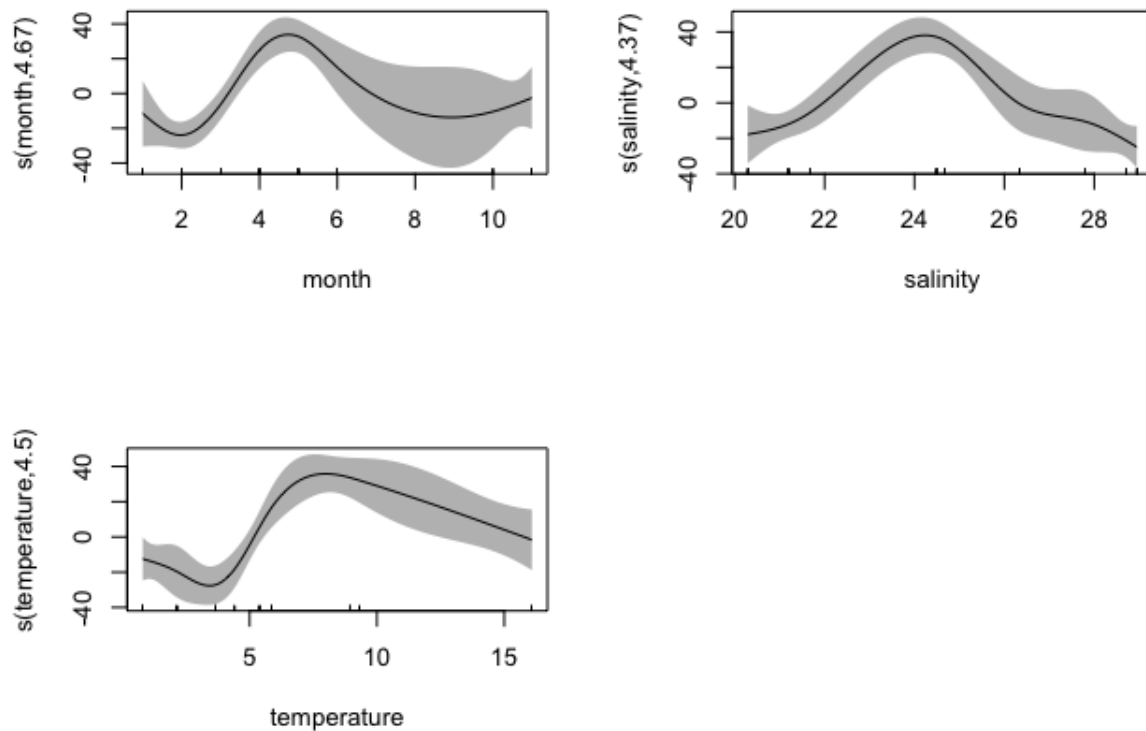 s(month,4.67)
40
0
-40
2 4 6 8 10
month
s(salinity,4.37)
40
0
-40
20 22 24 26 28
salinity
s(temperature,4.5)
40
0
-40
5 10 15
temperature